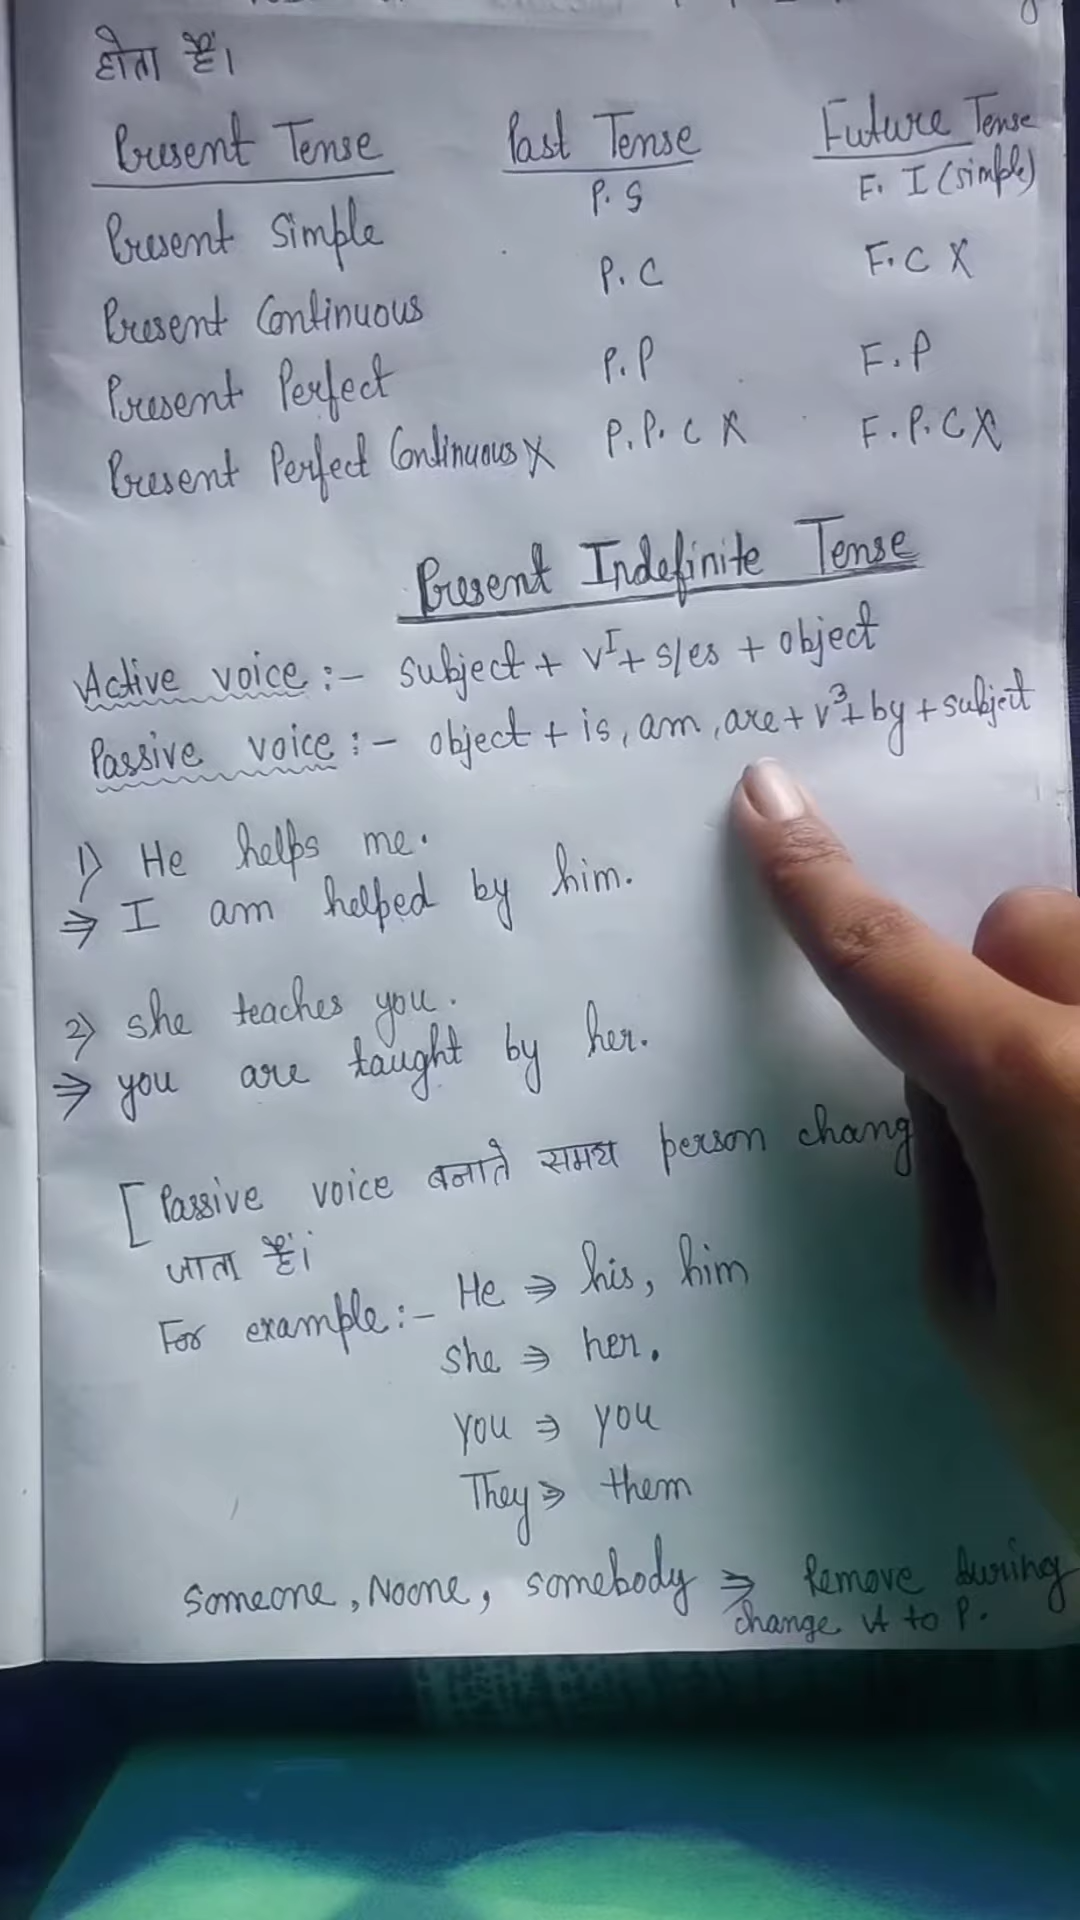 होता है।
Present Tense Past Tense Future Tense
Present Simple P. S F. I (simple)
Present Continuous P. C F. C X
Present Perfect P. P F. P
Present Perfect Continuous X P. P. C X F. P. C X
Present Indefinite Tense
Active voice :- subject + V^I + s/es + object
Passive voice :- object + is, am, are + v^3 + by + subject
1) He helps me.
⇒ I am helped by him.
2) she teaches you.
⇒ you are taught by her.
[ Passive voice बनाते समय person chang
जाता है।
For example :- He ⇒ his, him
she ⇒ her.
you ⇒ you
They ⇒ them
Someone, Noone, somebody ⇒ Remove during
change A to P.